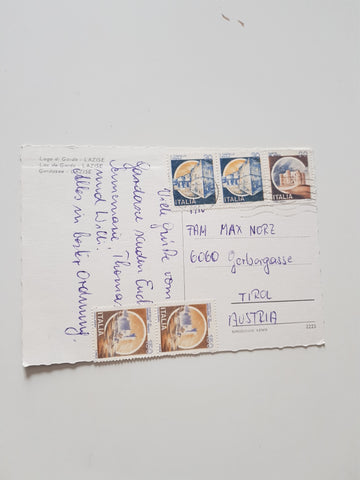 Lago di Garda - LAZISE
Lac de Garda - LAZISE
Gardasee - LAZISE
Viele Grüße vom
Gardasee senden Euch
Annemarie, Thomas
und Willi.
Alles in bester Ordnung!
ITALIA
ITALIA
ITALIA
ITALIA
ITALIA
FAM MAX NORZ
6060 Gerbergasse
TIROL
AUSTRIA